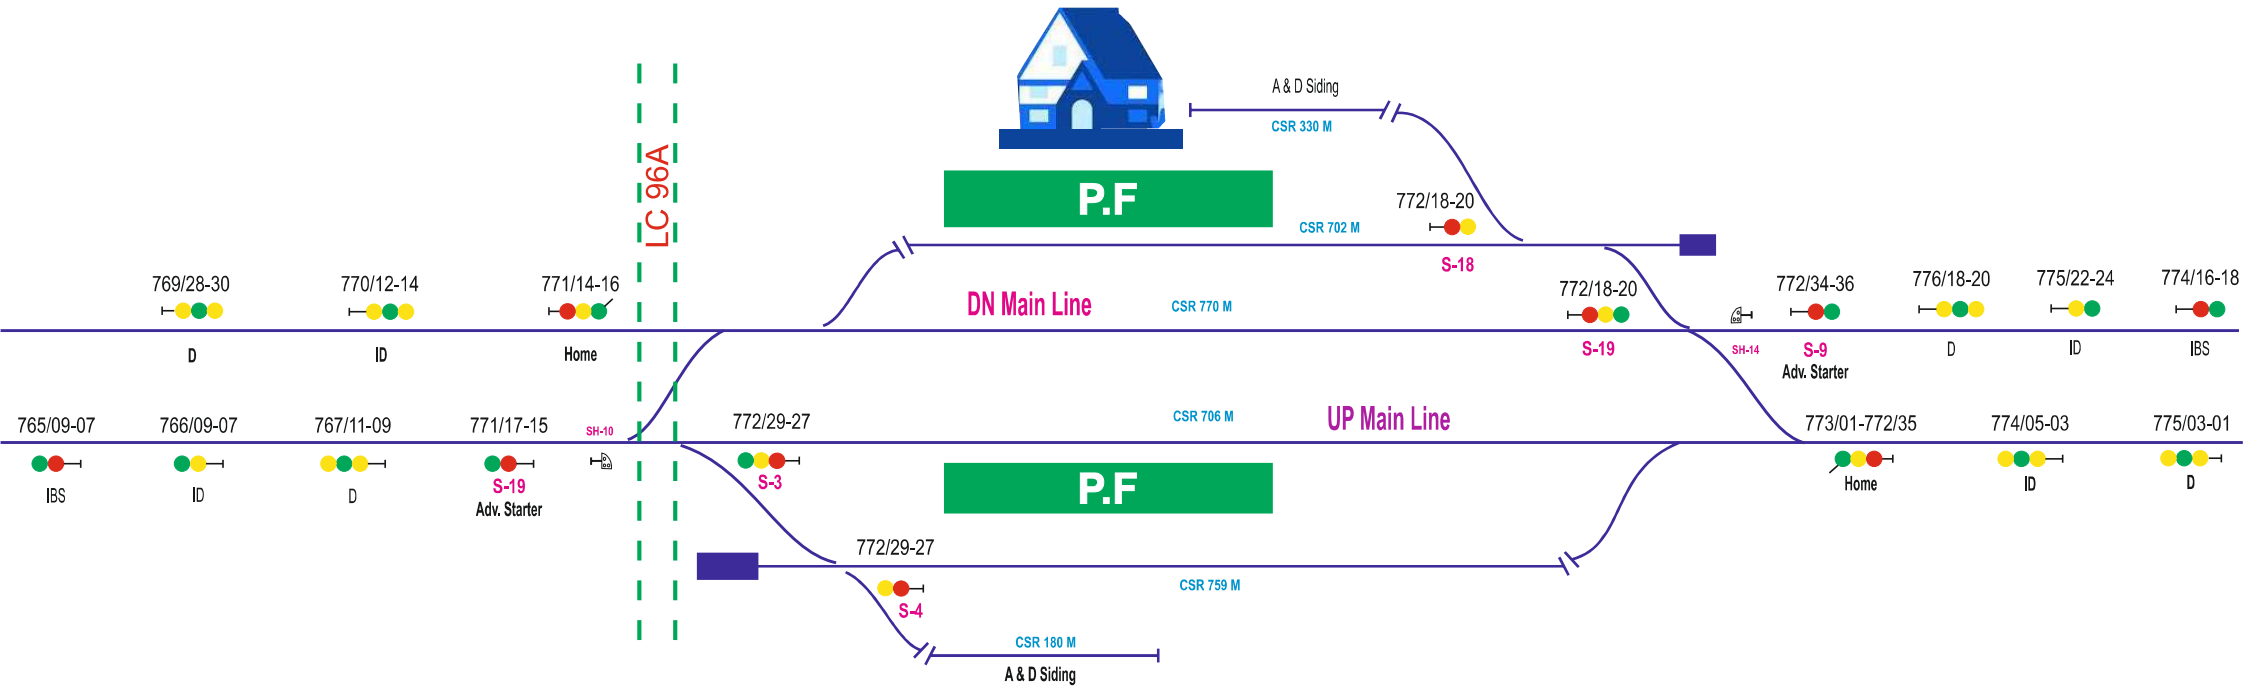 A & D Siding
CSR 330 M
LC 96A
P.F
772/18-20
CSR 702 M
S-18
769/28-30
770/12-14
771/14-16
DN Main Line
CSR 770 M
772/18-20
772/34-36
776/18-20
775/22-24
774/16-18
D
ID
Home
S-19
SH-14
S-9
Adv. Starter
D
ID
IBS
765/09-07
766/09-07
767/11-09
771/17-15
SH-10
772/29-27
CSR 706 M
UP Main Line
773/01-772/35
774/05-03
775/03-01
IBS
ID
D
S-19
Adv. Starter
S-3
P.F
Home
ID
D
772/29-27
CSR 759 M
S-4
CSR 180 M
A & D Siding